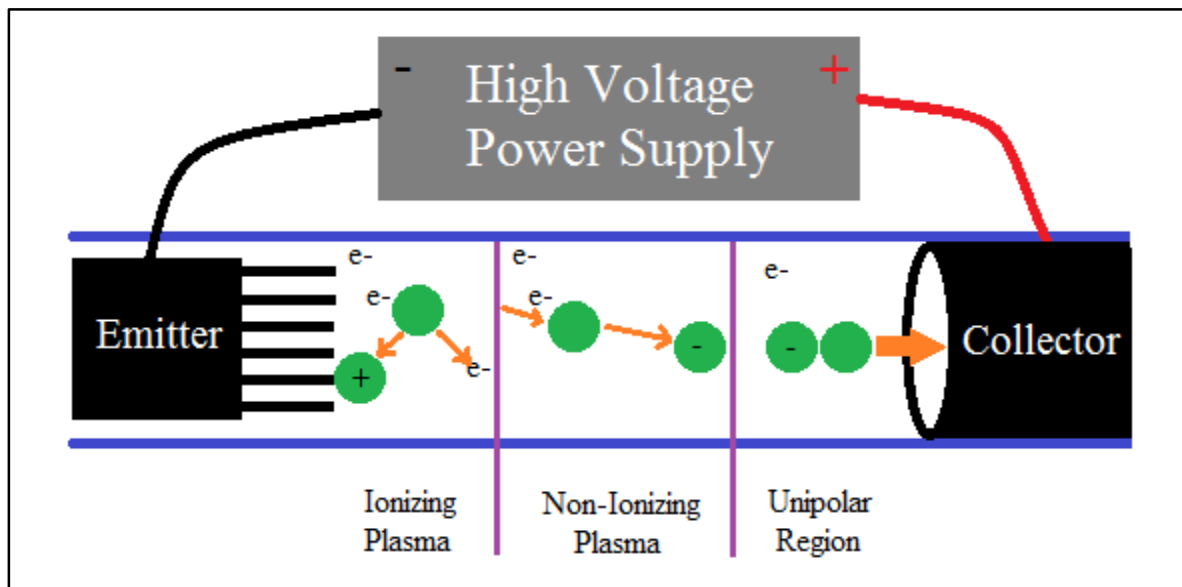 - High Voltage +
Power Supply
e- e- e-
e- e-
Emitter e- - - Collector
+
Ionizing Non-Ionizing Unipolar
Plasma Plasma Region